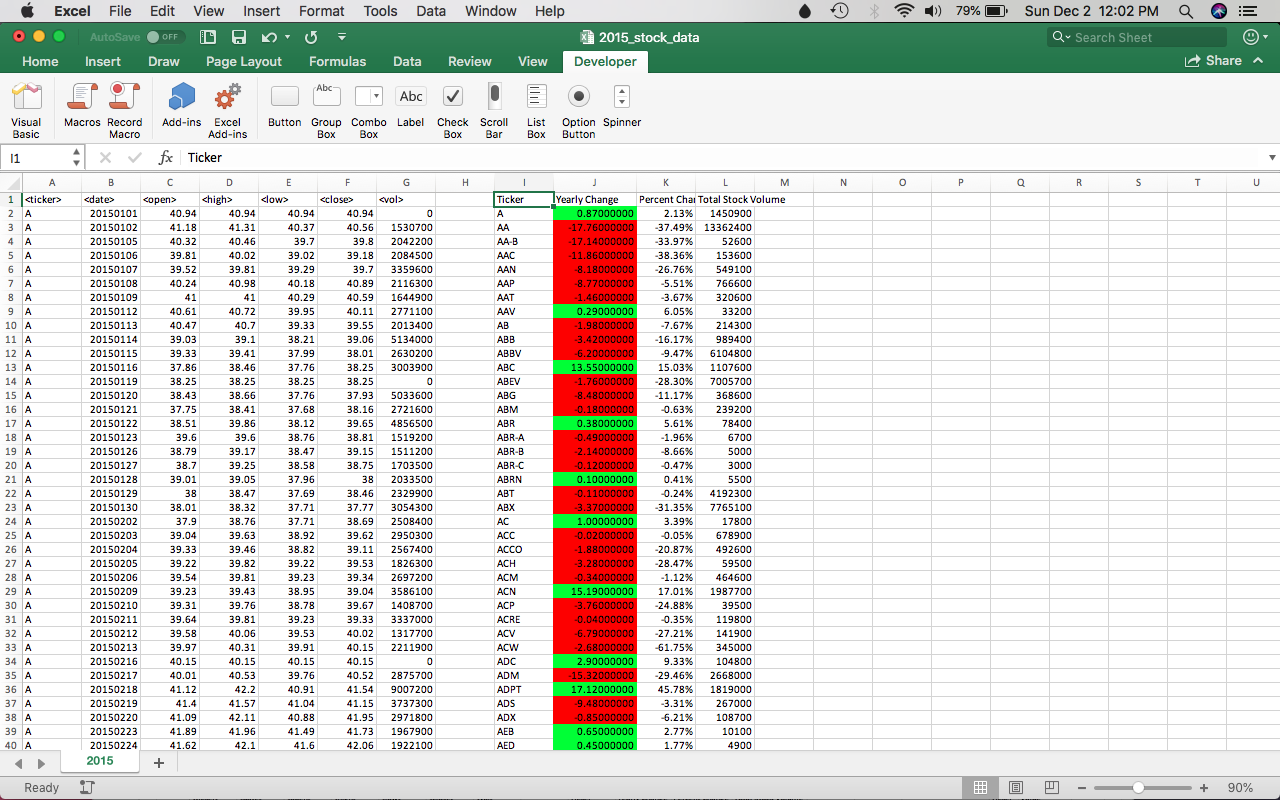 Excel File Edit View Insert Format Tools Data Window Help 79% Sun Dec 2 12:02 PM
AutoSave OFF 2015_stock_data Search Sheet
Home Insert Draw Page Layout Formulas Data Review View Developer Share
Visual Basic Macros Record Macro Add-ins Excel Add-ins Button Group Box Combo Box Label Check Box Scroll Bar List Box Option Button Spinner
I1 fx Ticker
A B C D E F G H I J K L M N O P Q R S T U
1 <ticker> <date> <open> <high> <low> <close> <vol> Ticker Yearly Change Percent Chan Total Stock Volume
2 A 20150101 40.94 40.94 40.94 40.94 0 A 0.87000000 2.13% 1450900
3 A 20150102 41.18 41.31 40.37 40.56 1530700 AA -17.76000000 -37.49% 13362400
4 A 20150105 40.32 40.46 39.7 39.8 2042200 AA-B -17.14000000 -33.97% 52600
5 A 20150106 39.81 40.02 39.02 39.18 2084500 AAC -11.86000000 -38.36% 153600
6 A 20150107 39.52 39.81 39.29 39.7 3359600 AAN -8.18000000 -26.76% 549100
7 A 20150108 40.24 40.98 40.18 40.89 2116300 AAP -8.77000000 -5.51% 766600
8 A 20150109 41 41 40.29 40.59 1644900 AAT -1.46000000 -3.67% 320600
9 A 20150112 40.61 40.72 39.95 40.11 2771100 AAV 0.29000000 6.05% 33200
10 A 20150113 40.47 40.7 39.33 39.55 2013400 AB -1.98000000 -7.67% 214300
11 A 20150114 39.03 39.1 38.21 39.06 5134000 ABB -3.42000000 -16.17% 989400
12 A 20150115 39.33 39.41 37.99 38.01 2630200 ABBV -6.20000000 -9.47% 6104800
13 A 20150116 37.86 38.46 37.76 38.25 3003900 ABC 13.55000000 15.03% 1107600
14 A 20150119 38.25 38.25 38.25 38.25 0 ABEV -1.76000000 -28.30% 7005700
15 A 20150120 38.43 38.66 37.76 37.93 5033600 ABG -8.48000000 -11.17% 368600
16 A 20150121 37.75 38.41 37.68 38.16 2721600 ABM -0.18000000 -0.63% 239200
17 A 20150122 38.51 39.86 38.12 39.65 4856500 ABR 0.38000000 5.61% 78400
18 A 20150123 39.6 39.6 38.76 38.81 1519200 ABR-A -0.49000000 -1.96% 6700
19 A 20150126 38.79 39.17 38.47 39.15 1511200 ABR-B -2.14000000 -8.66% 5000
20 A 20150127 38.7 39.25 38.58 38.75 1703500 ABR-C -0.12000000 -0.47% 3000
21 A 20150128 39.01 39.05 37.96 38 2033500 ABRN 0.10000000 0.41% 5500
22 A 20150129 38 38.47 37.69 38.46 2329900 ABT -0.11000000 -0.24% 4192300
23 A 20150130 38.01 38.32 37.71 37.77 3054300 ABX -3.37000000 -31.35% 7765100
24 A 20150202 37.9 38.76 37.71 38.69 2508400 AC 1.00000000 3.39% 17800
25 A 20150203 39.04 39.63 38.92 39.62 2950300 ACC -0.02000000 -0.05% 678900
26 A 20150204 39.33 39.46 38.82 39.11 2567400 ACCO -1.88000000 -20.87% 492600
27 A 20150205 39.22 39.82 39.22 39.53 1826300 ACH -3.28000000 -28.47% 59500
28 A 20150206 39.54 39.81 39.23 39.34 2697200 ACM -0.34000000 -1.12% 464600
29 A 20150209 39.23 39.43 38.95 39.04 3586100 ACN 15.19000000 17.01% 1987700
30 A 20150210 39.31 39.76 38.78 39.67 1408700 ACP -3.76000000 -24.88% 39500
31 A 20150211 39.64 39.81 39.23 39.33 3337000 ACRE -0.04000000 -0.35% 119800
32 A 20150212 39.58 40.06 39.53 40.02 1317700 ACV -6.79000000 -27.21% 141900
33 A 20150213 39.97 40.31 39.91 40.15 2211900 ACW -2.68000000 -61.75% 345000
34 A 20150216 40.15 40.15 40.15 40.15 0 ADC 2.90000000 9.33% 104800
35 A 20150217 40.01 40.53 39.76 40.52 2875700 ADM -15.32000000 -29.46% 2668000
36 A 20150218 41.12 42.2 40.91 41.54 9007200 ADPT 17.12000000 45.78% 1819000
37 A 20150219 41.4 41.57 41.04 41.15 3737300 ADS -9.48000000 -3.31% 267000
38 A 20150220 41.09 42.11 40.88 41.95 2971800 ADX -0.85000000 -6.21% 108700
39 A 20150223 41.89 41.96 41.49 41.73 1967900 AEB 0.65000000 2.77% 10100
40 A 20150224 41.62 42.1 41.6 42.06 1922100 AED 0.45000000 1.77% 4900
2015
Ready 90%